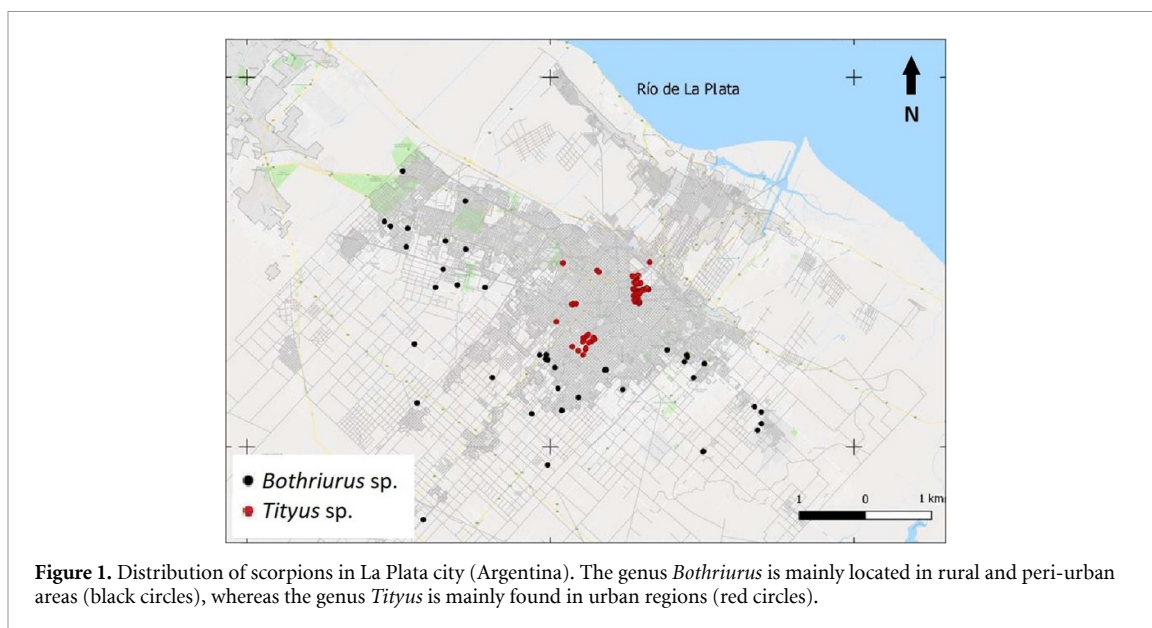 Río de La Plata
N
Bothriurus sp.
Tityus sp.
1 0 1 km
Figure 1. Distribution of scorpions in La Plata city (Argentina). The genus Bothriurus is mainly located in rural and peri-urban
areas (black circles), whereas the genus Tityus is mainly found in urban regions (red circles).